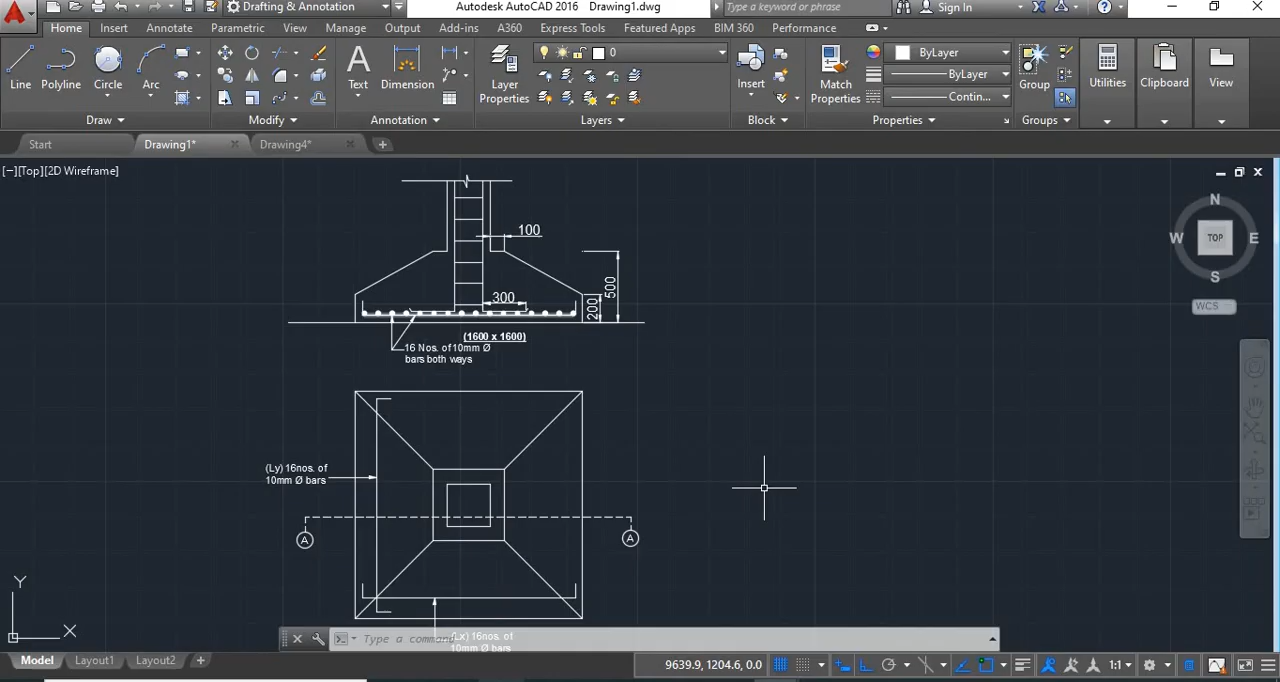 Drafting & Annotation
Autodesk AutoCAD 2016 Drawing1.dwg
Type a keyword or phrase
Sign In
Home Insert Annotate Parametric View Manage Output Add-ins A360 Express Tools Featured Apps BIM 360 Performance
Line Polyline Circle Arc
Text Dimension
Layer Properties
0
Insert
Match Properties
ByLayer
ByLayer
Contin...
Group
Utilities
Clipboard
View
Draw Modify Annotation Layers Block Properties Groups
Start Drawing1* Drawing4*
[−][Top][2D Wireframe]
N
W TOP E
S
WCS
100
300
200
500
(1600 x 1600)
16 Nos. of 10mm Ø
bars both ways
(Ly) 16nos. of
10mm Ø bars
A A
(Lx) 16nos. of
10mm Ø bars
Y
X
Type a command
Model Layout1 Layout2
9639.9, 1204.6, 0.0
1:1